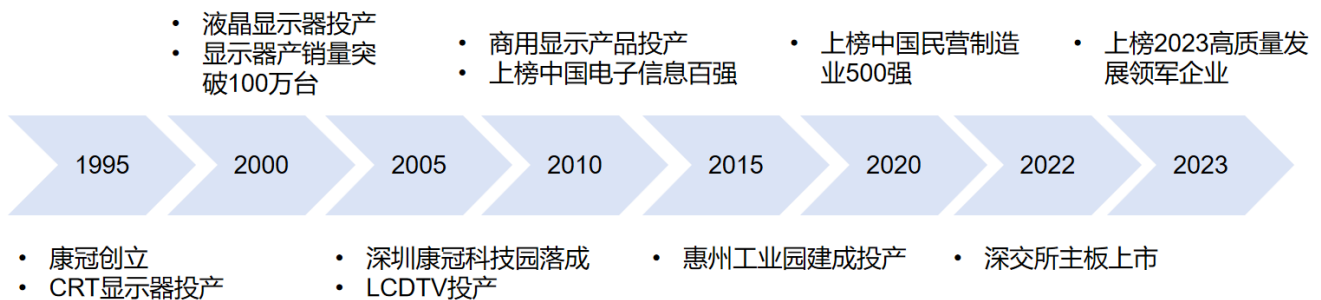 • 液晶显示器投产
• 显示器产销量突
破100万台
• 商用显示产品投产
• 上榜中国电子信息百强
• 上榜中国民营制造
业500强
• 上榜2023高质量发
展领军企业
1995
2000
2005
2010
2015
2020
2022
2023
• 康冠创立
• CRT显示器投产
• 深圳康冠科技园落成
• LCDTV投产
• 惠州工业园建成投产
• 深交所主板上市